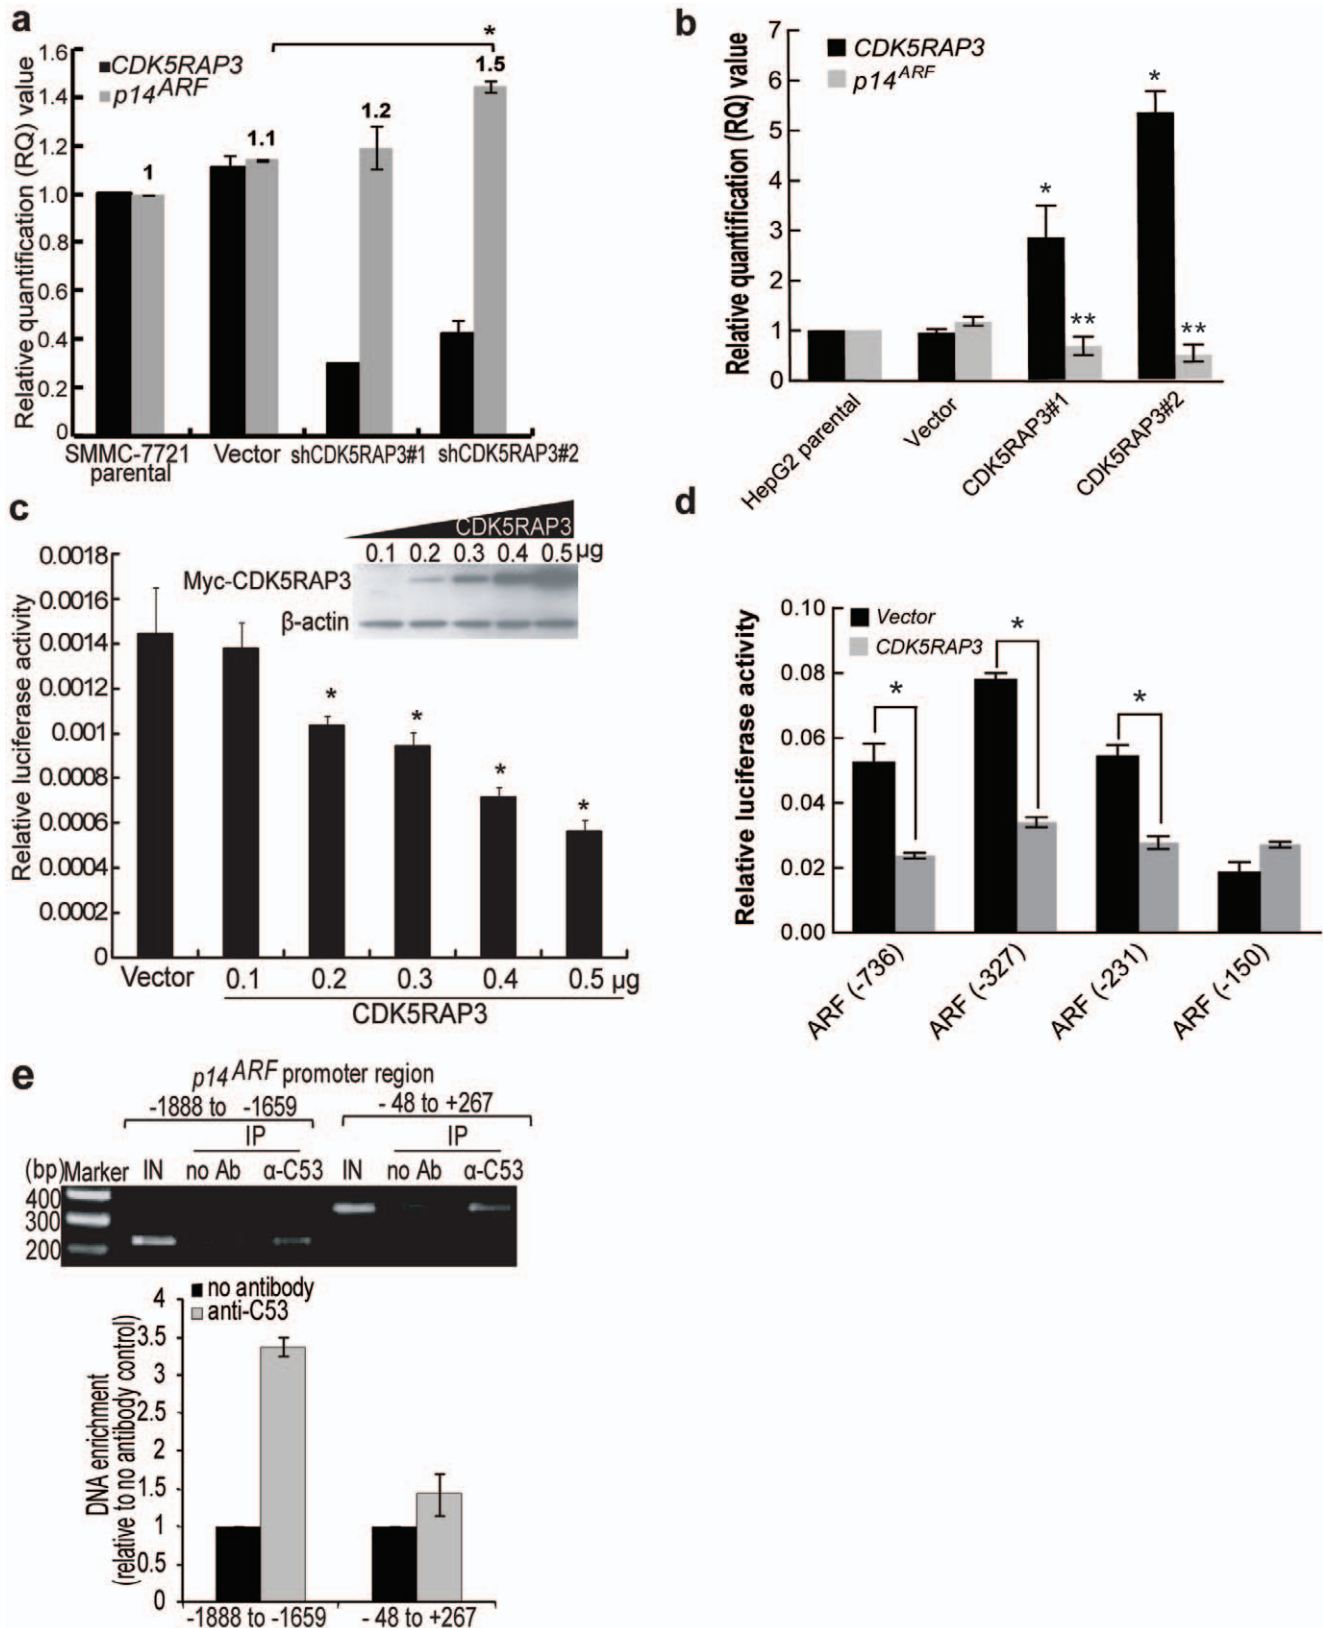 a
Relative quantification (RQ) value
1.6
1.4
1.2
1.0
0.8
0.6
0.4
0.2
0
CDK5RAP3
p14ARF
*
1
1.1
1.2
1.5
SMMC-7721
parental
Vector
shCDK5RAP3#1
shCDK5RAP3#2
b
Relative quantification (RQ) value
7
6
5
4
3
2
1
0
CDK5RAP3
p14ARF
*
**
*
**
HepG2 parental
Vector
CDK5RAP3#1
CDK5RAP3#2
c
Relative luciferase activity
0.0018
0.0016
0.0014
0.0012
0.001
0.0008
0.0006
0.0004
0.0002
0
CDK5RAP3
0.1 0.2 0.3 0.4 0.5 µg
Myc-CDK5RAP3
β-actin
*
*
*
*
Vector 0.1 0.2 0.3 0.4 0.5 µg
CDK5RAP3
d
Relative luciferase activity
0.10
0.08
0.06
0.04
0.02
0.00
Vector
CDK5RAP3
*
*
*
ARF (-736)
ARF (-327)
ARF (-231)
ARF (-150)
e
p14ARF promoter region
-1888 to -1659
- 48 to +267
IP
IP
(bp) Marker IN no Ab α-C53 IN no Ab α-C53
400
300
200
no antibody
anti-C53
DNA enrichment
(relative to no antibody control)
4
3.5
3
2.5
2
1.5
1
0.5
0
-1888 to -1659
- 48 to +267